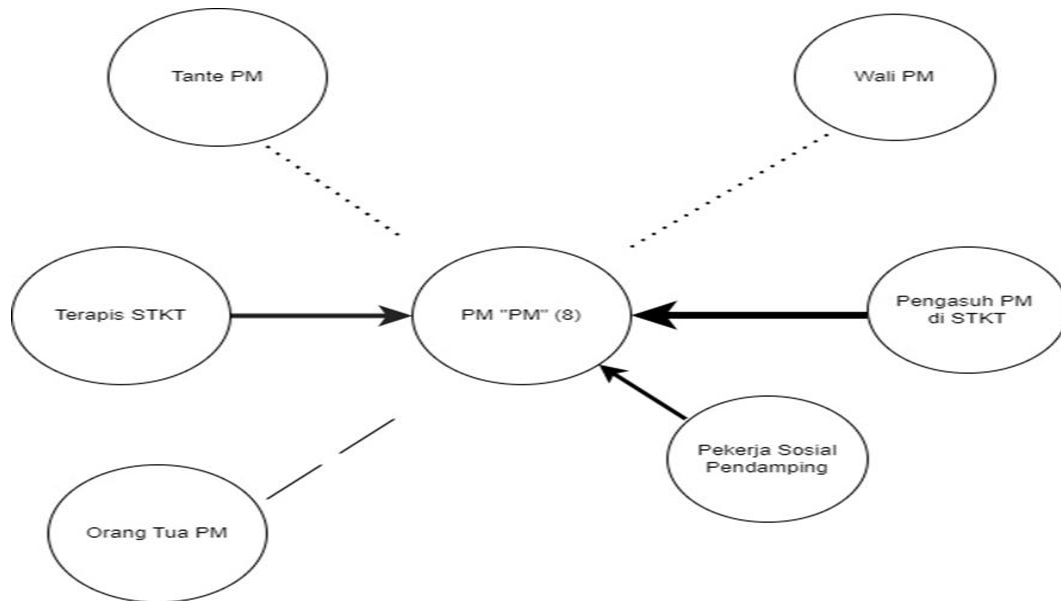 Tante PM
Wali PM
Terapis STKT
PM "PM" (8)
Pengasuh PM
di STKT
Pekerja Sosial
Pendamping
Orang Tua PM